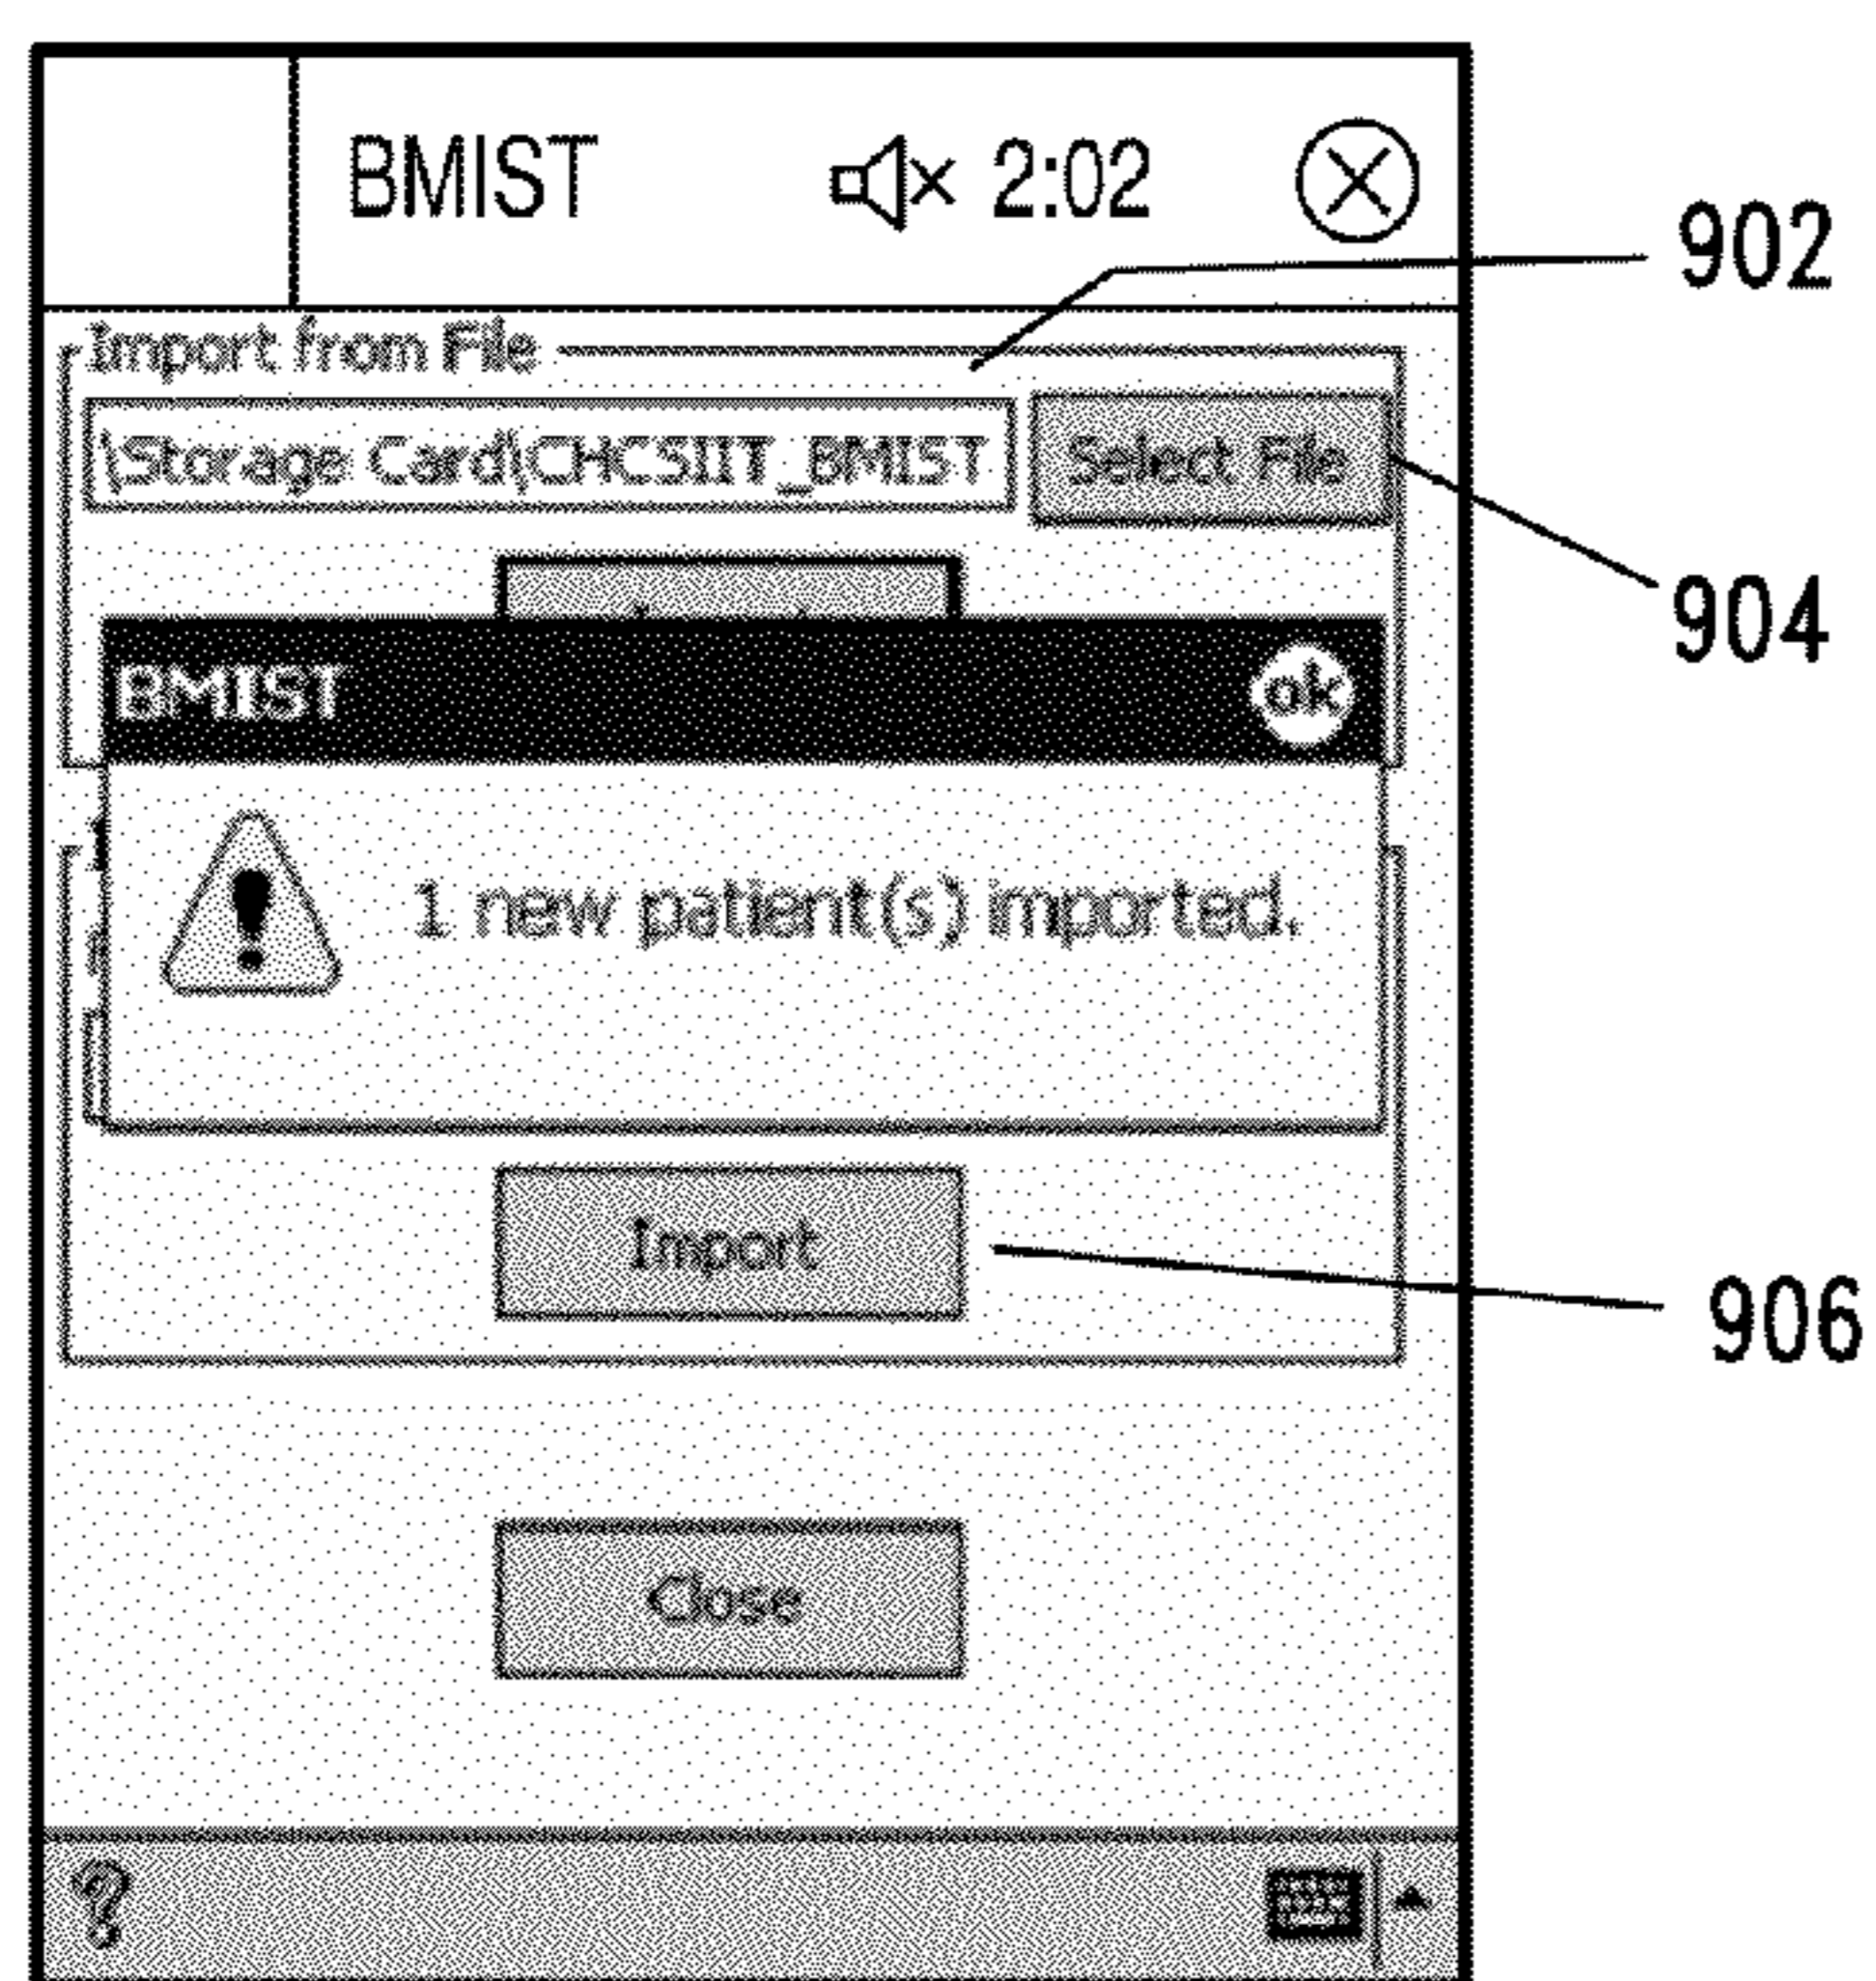 BMIST 2:02
902
Import from File
\Storage Card\CHCSIIT_BMIST Select File
904
BMIST ok
1 new patient(s) imported.
Import
906
Close
?